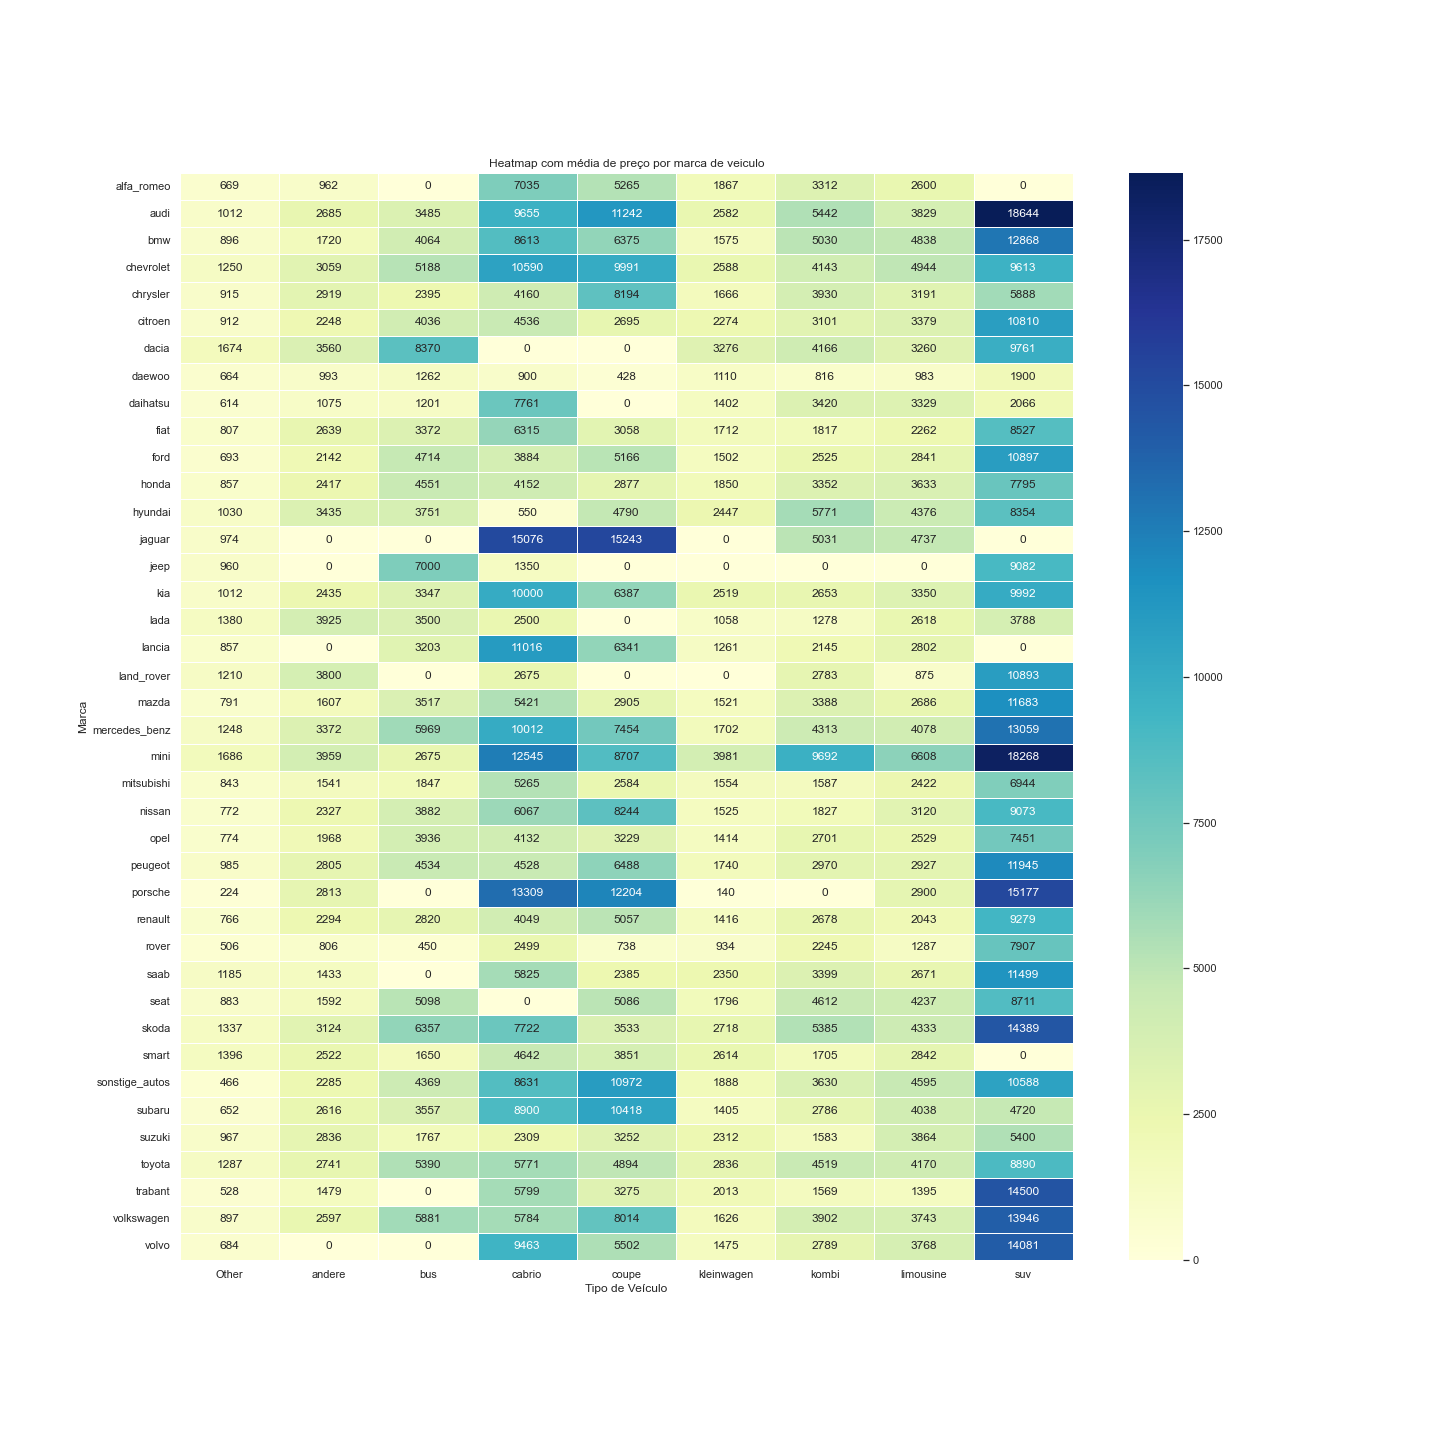 Heatmap com média de preço por marca de veiculo
alfa_romeo 669 962 0 7035 5265 1867 3312 2600 0
audi 1012 2685 3485 9655 11242 2582 5442 3829 18644
bmw 896 1720 4064 8613 6375 1575 5030 4838 12868
17500
chevrolet 1250 3059 5188 10590 9991 2588 4143 4944 9613
chrysler 915 2919 2395 4160 8194 1666 3930 3191 5888
citroen 912 2248 4036 4536 2695 2274 3101 3379 10810
dacia 1674 3560 8370 0 0 3276 4166 3260 9761
daewoo 664 993 1262 900 428 1110 816 983 1900
15000
daihatsu 614 1075 1201 7761 0 1402 3420 3329 2066
fiat 807 2639 3372 6315 3058 1712 1817 2262 8527
ford 693 2142 4714 3884 5166 1502 2525 2841 10897
honda 857 2417 4551 4152 2877 1850 3352 3633 7795
hyundai 1030 3435 3751 550 4790 2447 5771 4376 8354
12500
jaguar 974 0 0 15076 15243 0 5031 4737 0
jeep 960 0 7000 1350 0 0 0 0 9082
kia 1012 2435 3347 10000 6387 2519 2653 3350 9992
lada 1380 3925 3500 2500 0 1058 1278 2618 3788
lancia 857 0 3203 11016 6341 1261 2145 2802 0
land_rover 1210 3800 0 2675 0 0 2783 875 10893
10000
mazda 791 1607 3517 5421 2905 1521 3388 2686 11683
Marca
mercedes_benz 1248 3372 5969 10012 7454 1702 4313 4078 13059
mini 1686 3959 2675 12545 8707 3981 9692 6608 18268
mitsubishi 843 1541 1847 5265 2584 1554 1587 2422 6944
nissan 772 2327 3882 6067 8244 1525 1827 3120 9073
7500
opel 774 1968 3936 4132 3229 1414 2701 2529 7451
peugeot 985 2805 4534 4528 6488 1740 2970 2927 11945
porsche 224 2813 0 13309 12204 140 0 2900 15177
renault 766 2294 2820 4049 5057 1416 2678 2043 9279
rover 506 806 450 2499 738 934 2245 1287 7907
5000
saab 1185 1433 0 5825 2385 2350 3399 2671 11499
seat 883 1592 5098 0 5086 1796 4612 4237 8711
skoda 1337 3124 6357 7722 3533 2718 5385 4333 14389
smart 1396 2522 1650 4642 3851 2614 1705 2842 0
sonstige_autos 466 2285 4369 8631 10972 1888 3630 4595 10588
subaru 652 2616 3557 8900 10418 1405 2786 4038 4720
2500
suzuki 967 2836 1767 2309 3252 2312 1583 3864 5400
toyota 1287 2741 5390 5771 4894 2836 4519 4170 8890
trabant 528 1479 0 5799 3275 2013 1569 1395 14500
volkswagen 897 2597 5881 5784 8014 1626 3902 3743 13946
volvo 684 0 0 9463 5502 1475 2789 3768 14081
0
Other andere bus cabrio coupe kleinwagen kombi limousine suv
Tipo de Veículo